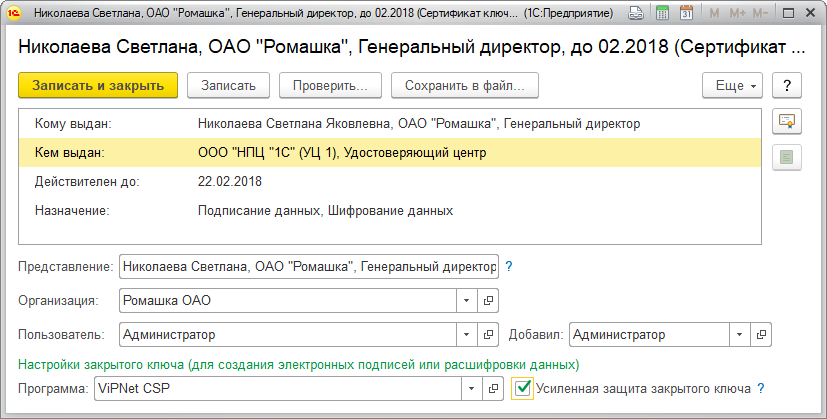 Николаева Светлана, ОАО "Ромашка", Генеральный директор, до 02.2018 (Сертификат ключ... (1С:Предприятие) M M+ M-
Николаева Светлана, ОАО "Ромашка", Генеральный директор, до 02.2018 (Сертификат ...
Записать и закрыть Записать Проверить... Сохранить в файл... Еще ?
Кому выдан: Николаева Светлана Яковлевна, ОАО "Ромашка", Генеральный директор
Кем выдан: ООО "НПЦ "1С" (УЦ 1), Удостоверяющий центр
Действителен до: 22.02.2018
Назначение: Подписание данных, Шифрование данных
Представление: Николаева Светлана, ОАО "Ромашка", Генеральный директор ?
Организация: Ромашка ОАО
Пользователь: Администратор Добавил: Администратор
Настройки закрытого ключа (для создания электронных подписей или расшифровки данных)
Программа: ViPNet CSP Усиленная защита закрытого ключа ?